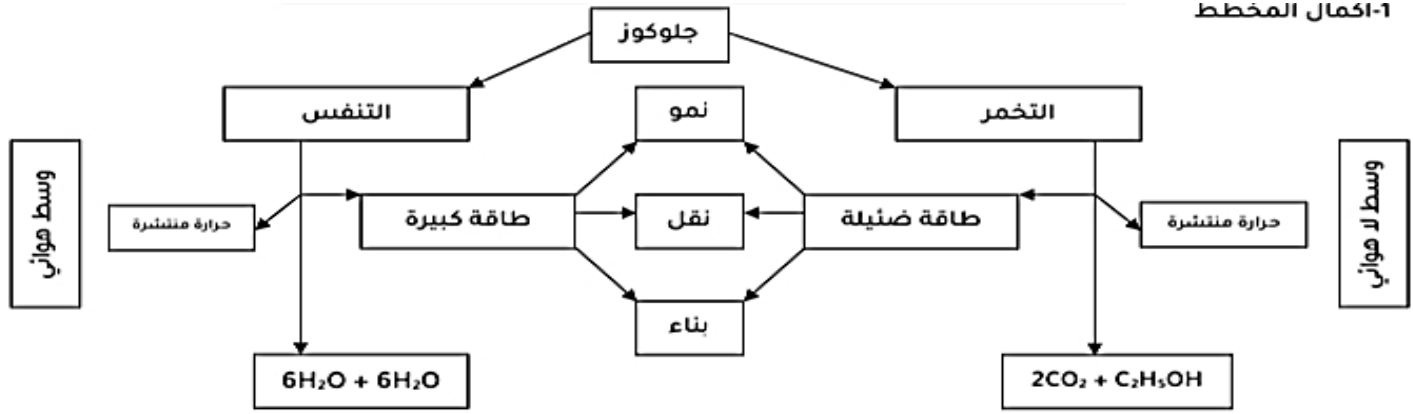 1-اكمال المخطط
جلوكوز
التخمر
نمو
التنفس
وسط لا هوائي
حرارة منتشرة
طاقة ضئيلة
نقل
طاقة كبيرة
حرارة منتشرة
وسط هوائي
بناء
2CO₂ + C₂H₅OH
6H₂O + 6H₂O